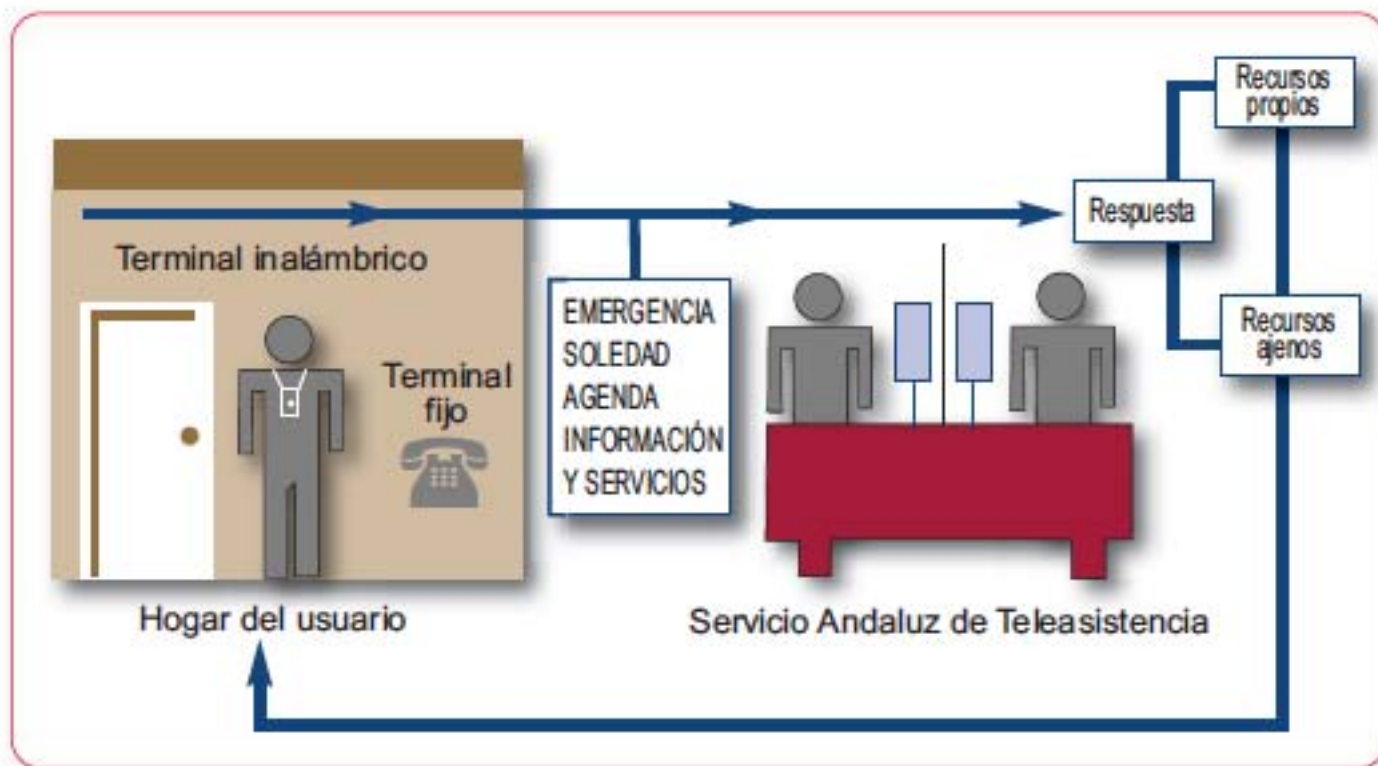 Recursos
propios
Respuesta
Terminal inalámbrico
EMERGENCIA
SOLEDAD
AGENDA
INFORMACIÓN
Y SERVICIOS
Recursos
ajenos
Terminal
fijo
Hogar del usuario
Servicio Andaluz de Teleasistencia